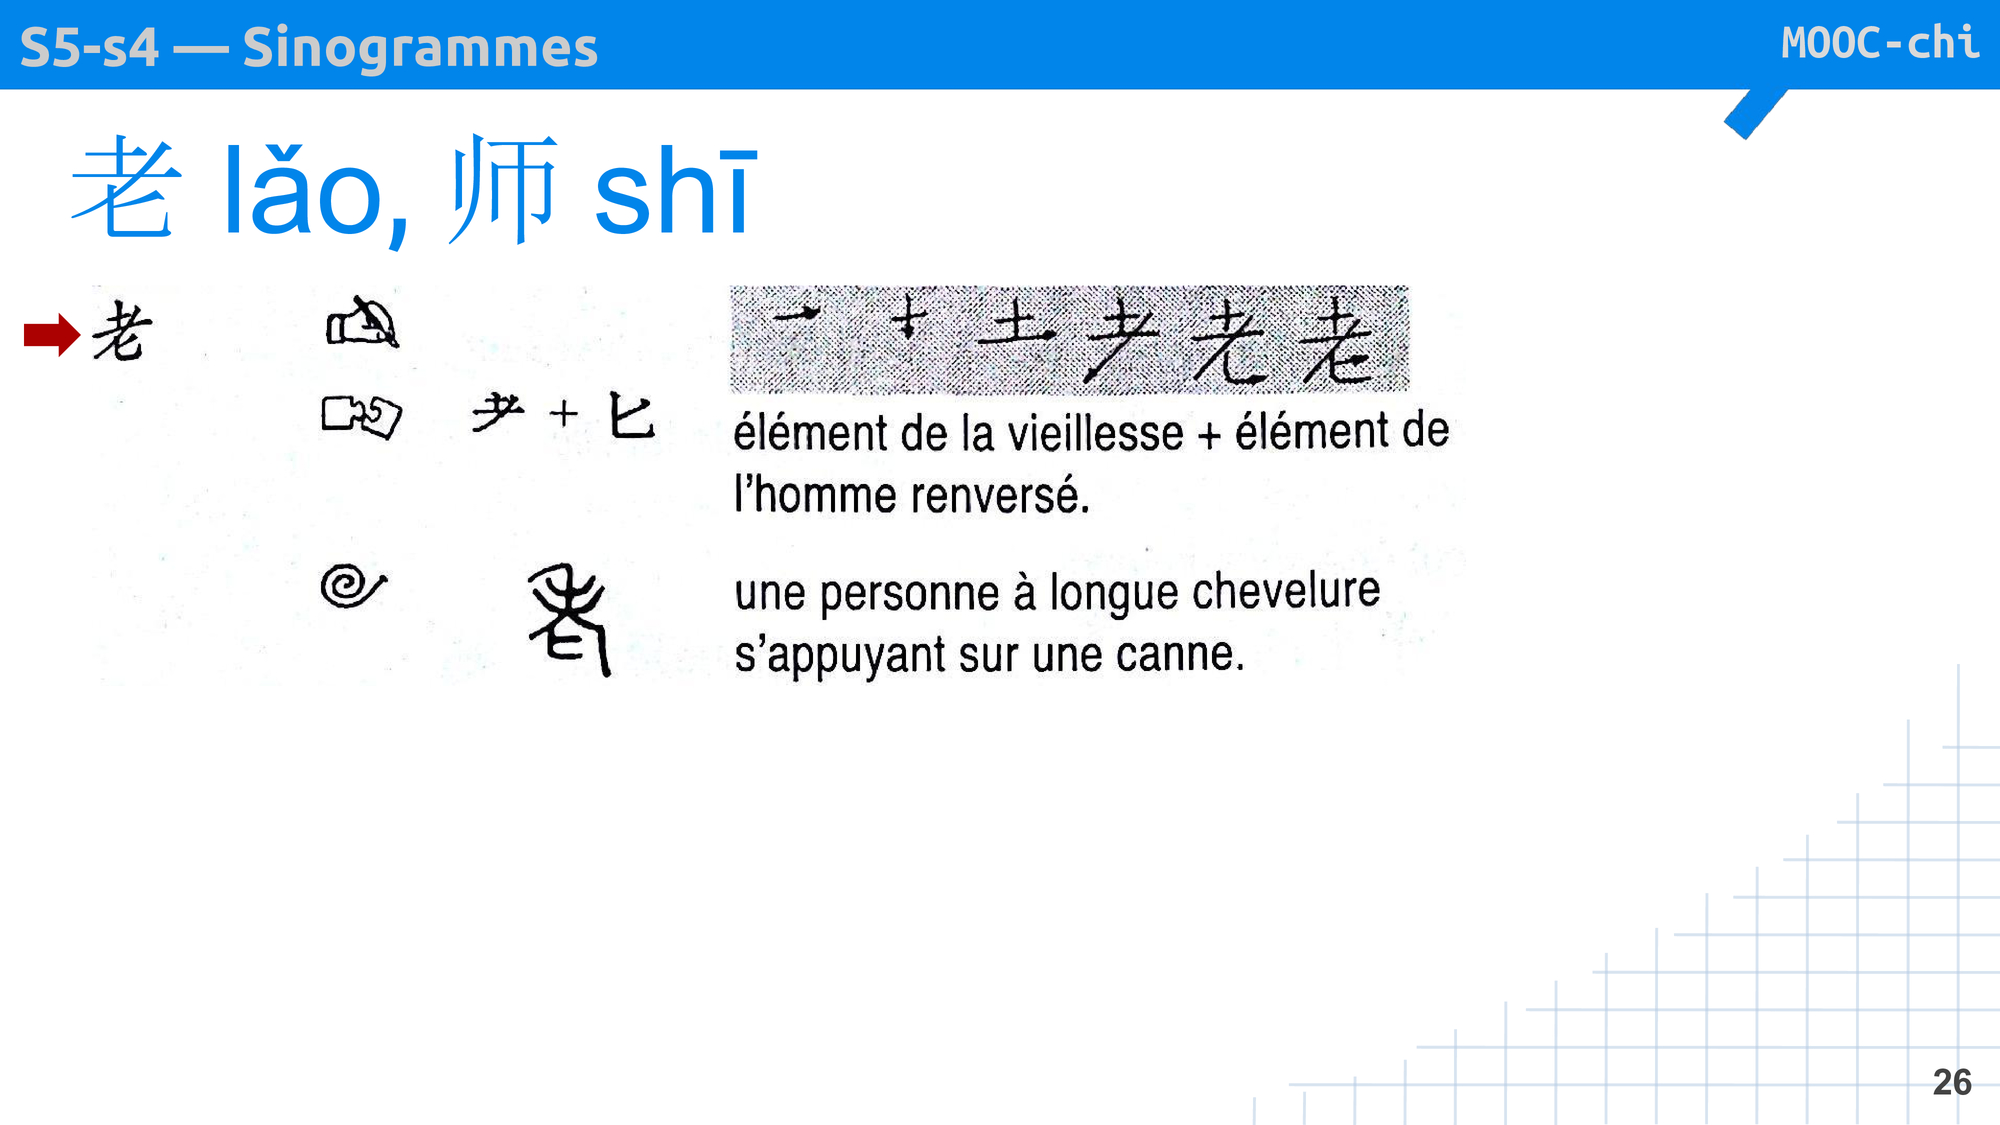 S5-s4 — Sinogrammes
MOOC-chi
老 lǎo, 师 shī
老
一 十 土 耂 老 老
耂 + 匕
élément de la vieillesse + élément de
l'homme renversé.
une personne à longue chevelure
s'appuyant sur une canne.
26